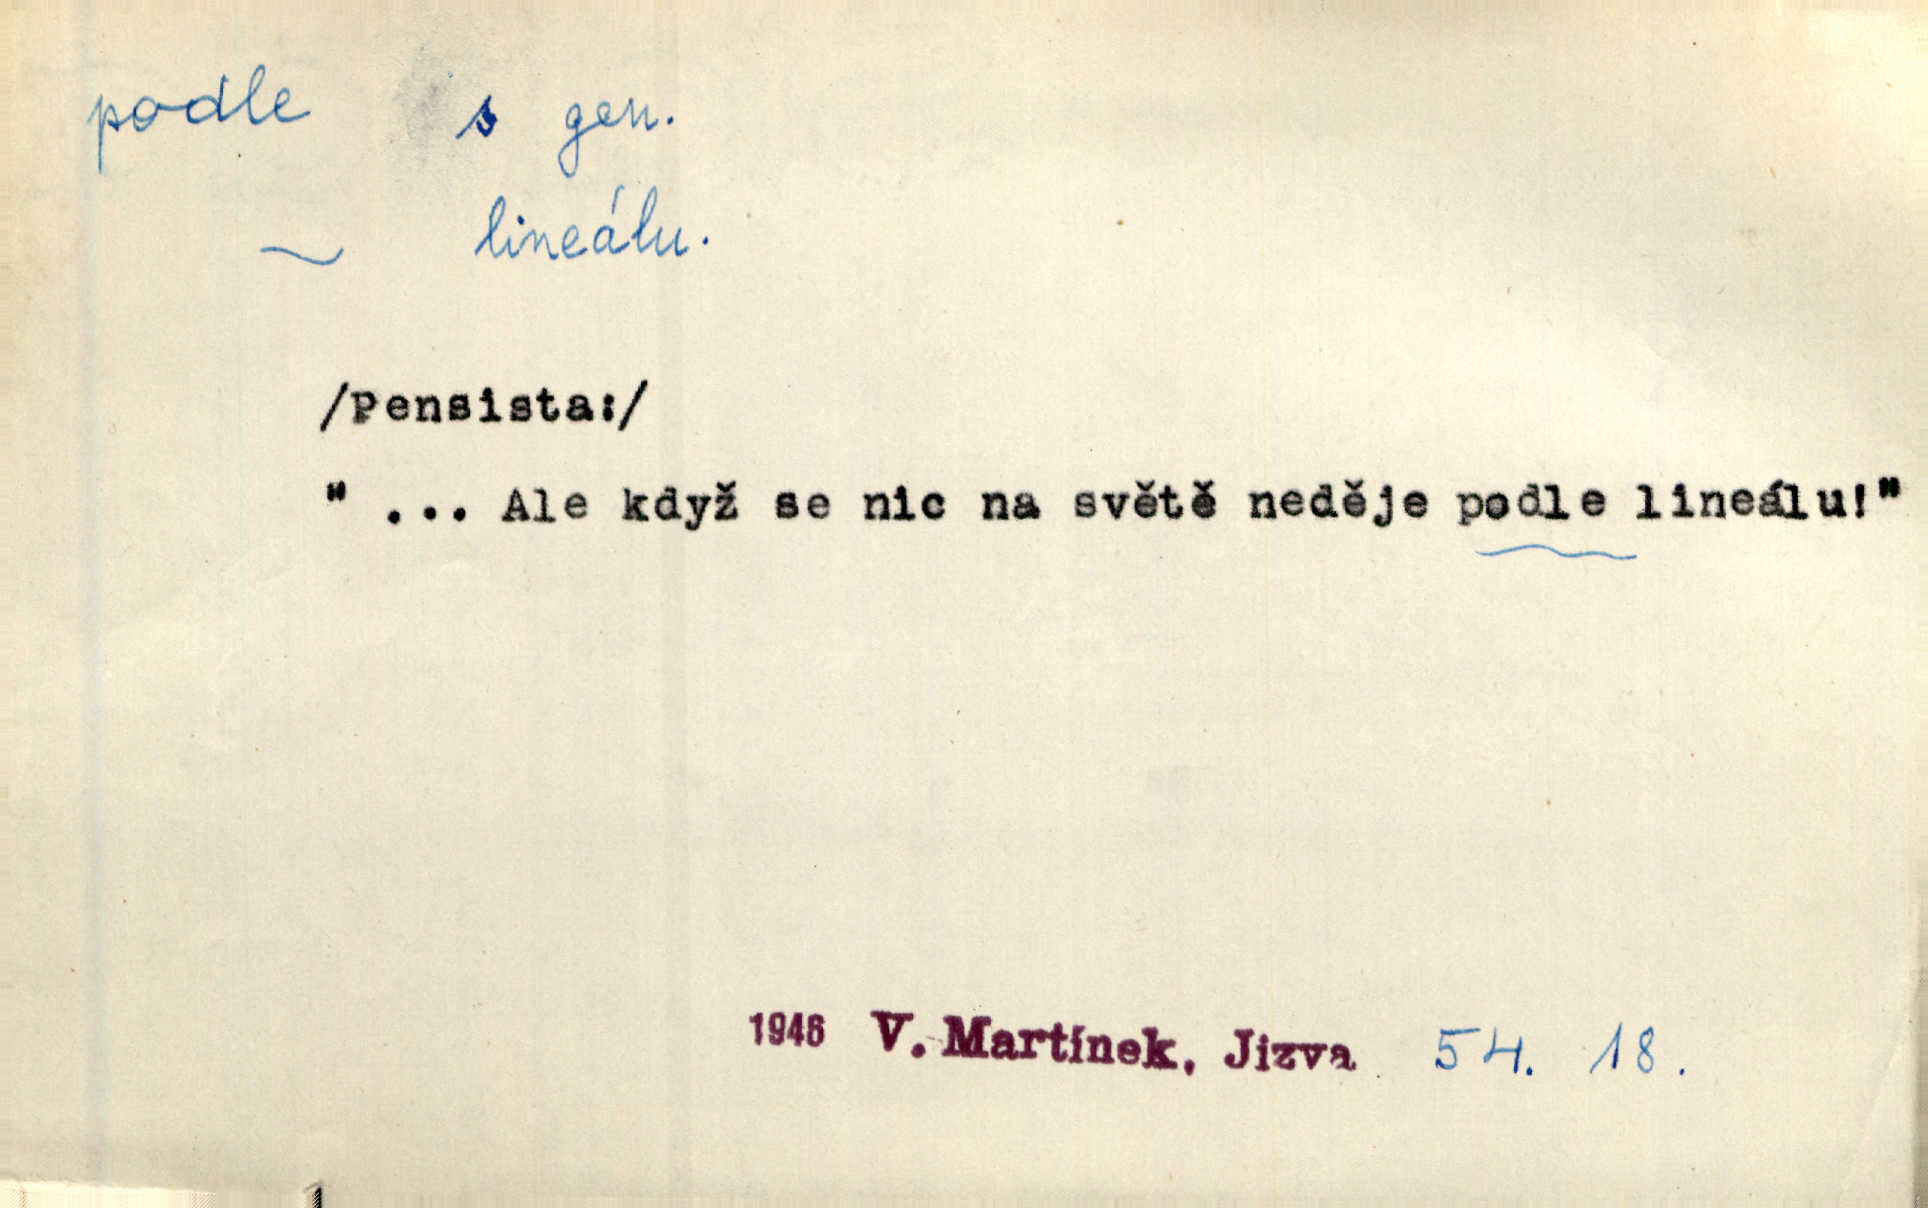 podle s gen.
~ lineálu.
/Pensista:/
" ... Ale když se nic na světě neděje podle lineálu!"
1946 V. Martínek, Jizva 54. 18.